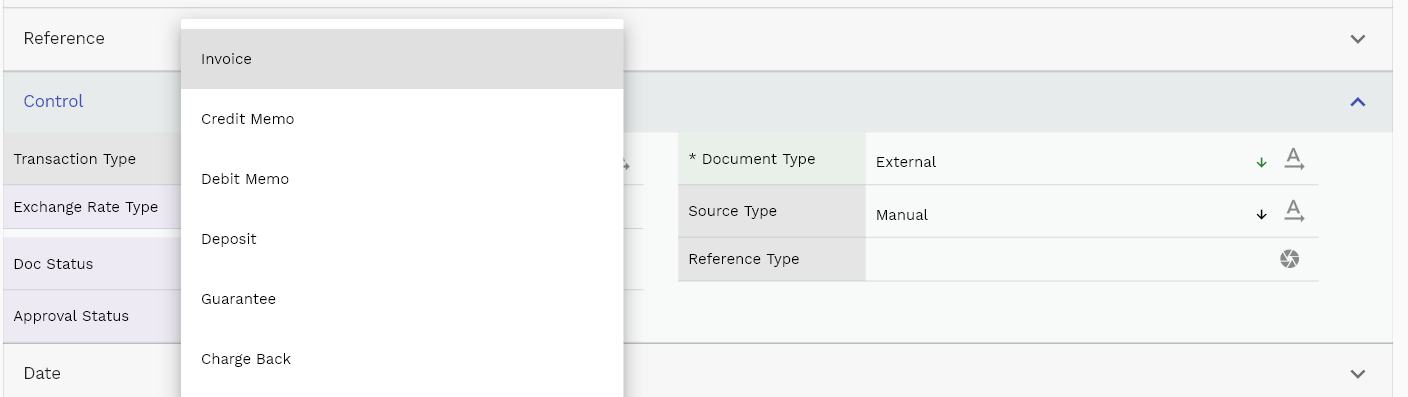 Reference
Control
Transaction Type
Exchange Rate Type
Doc Status
Approval Status
Date
Invoice
Credit Memo
Debit Memo
Deposit
Guarantee
Charge Back
* Document Type External
Source Type Manual
Reference Type